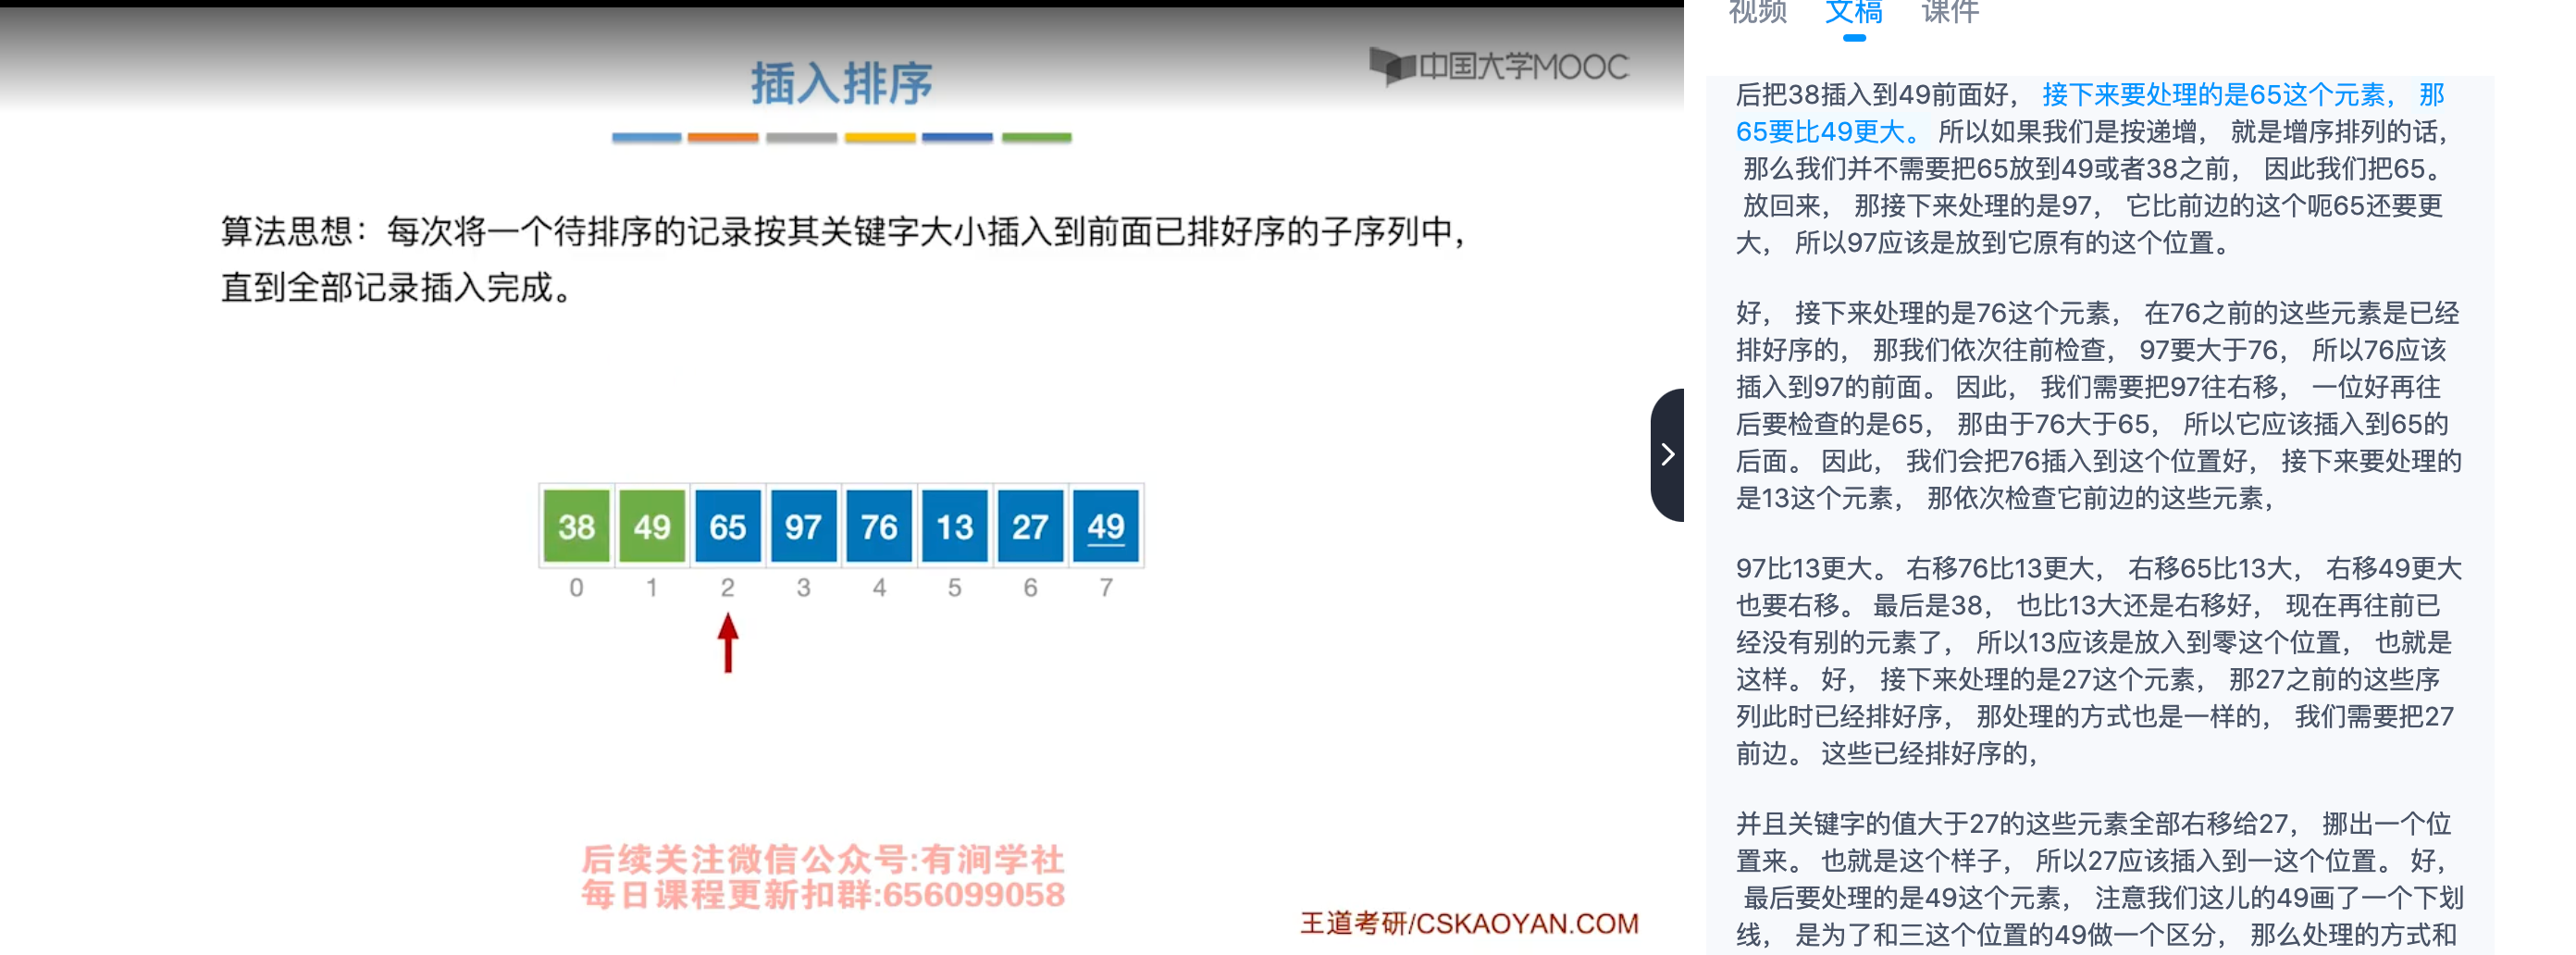 插入排序
中国大学MOOC
算法思想：每次将一个待排序的记录按其关键字大小插入到前面已排好序的子序列中，
直到全部记录插入完成。
38 49 65 97 76 13 27 49
0 1 2 3 4 5 6 7
后续关注微信公众号:有涧学社
每日课程更新扣群:656099058
王道考研/CSKAOYAN.COM
视频 文稿 课件
后把38插入到49前面好， 接下来要处理的是65这个元素， 那
65要比49更大。 所以如果我们是按递增， 就是增序排列的话，
那么我们并不需要把65放到49或者38之前， 因此我们把65。
放回来， 那接下来处理的是97， 它比前边的这个呃65还要更
大， 所以97应该是放到它原有的这个位置。
好， 接下来处理的是76这个元素， 在76之前的这些元素是已经
排好序的， 那我们依次往前检查， 97要大于76， 所以76应该
插入到97的前面。 因此， 我们需要把97往右移， 一位好再往
后要检查的是65， 那由于76大于65， 所以它应该插入到65的
后面。 因此， 我们会把76插入到这个位置好， 接下来要处理的
是13这个元素， 那依次检查它前边的这些元素，
97比13更大。 右移76比13更大， 右移65比13大， 右移49更大
也要右移。 最后是38， 也比13大还是右移好， 现在再往前已
经没有别的元素了， 所以13应该是放入到零这个位置， 也就是
这样。 好， 接下来处理的是27这个元素， 那27之前的这些序
列此时已经排好序， 那处理的方式也是一样的， 我们需要把27
前边。 这些已经排好序的，
并且关键字的值大于27的这些元素全部右移给27， 挪出一个位
置来。 也就是这个样子， 所以27应该插入到一这个位置。 好，
最后要处理的是49这个元素， 注意我们这儿的49画了一个下划
线， 是为了和三这个位置的49做一个区分， 那么处理的方式和